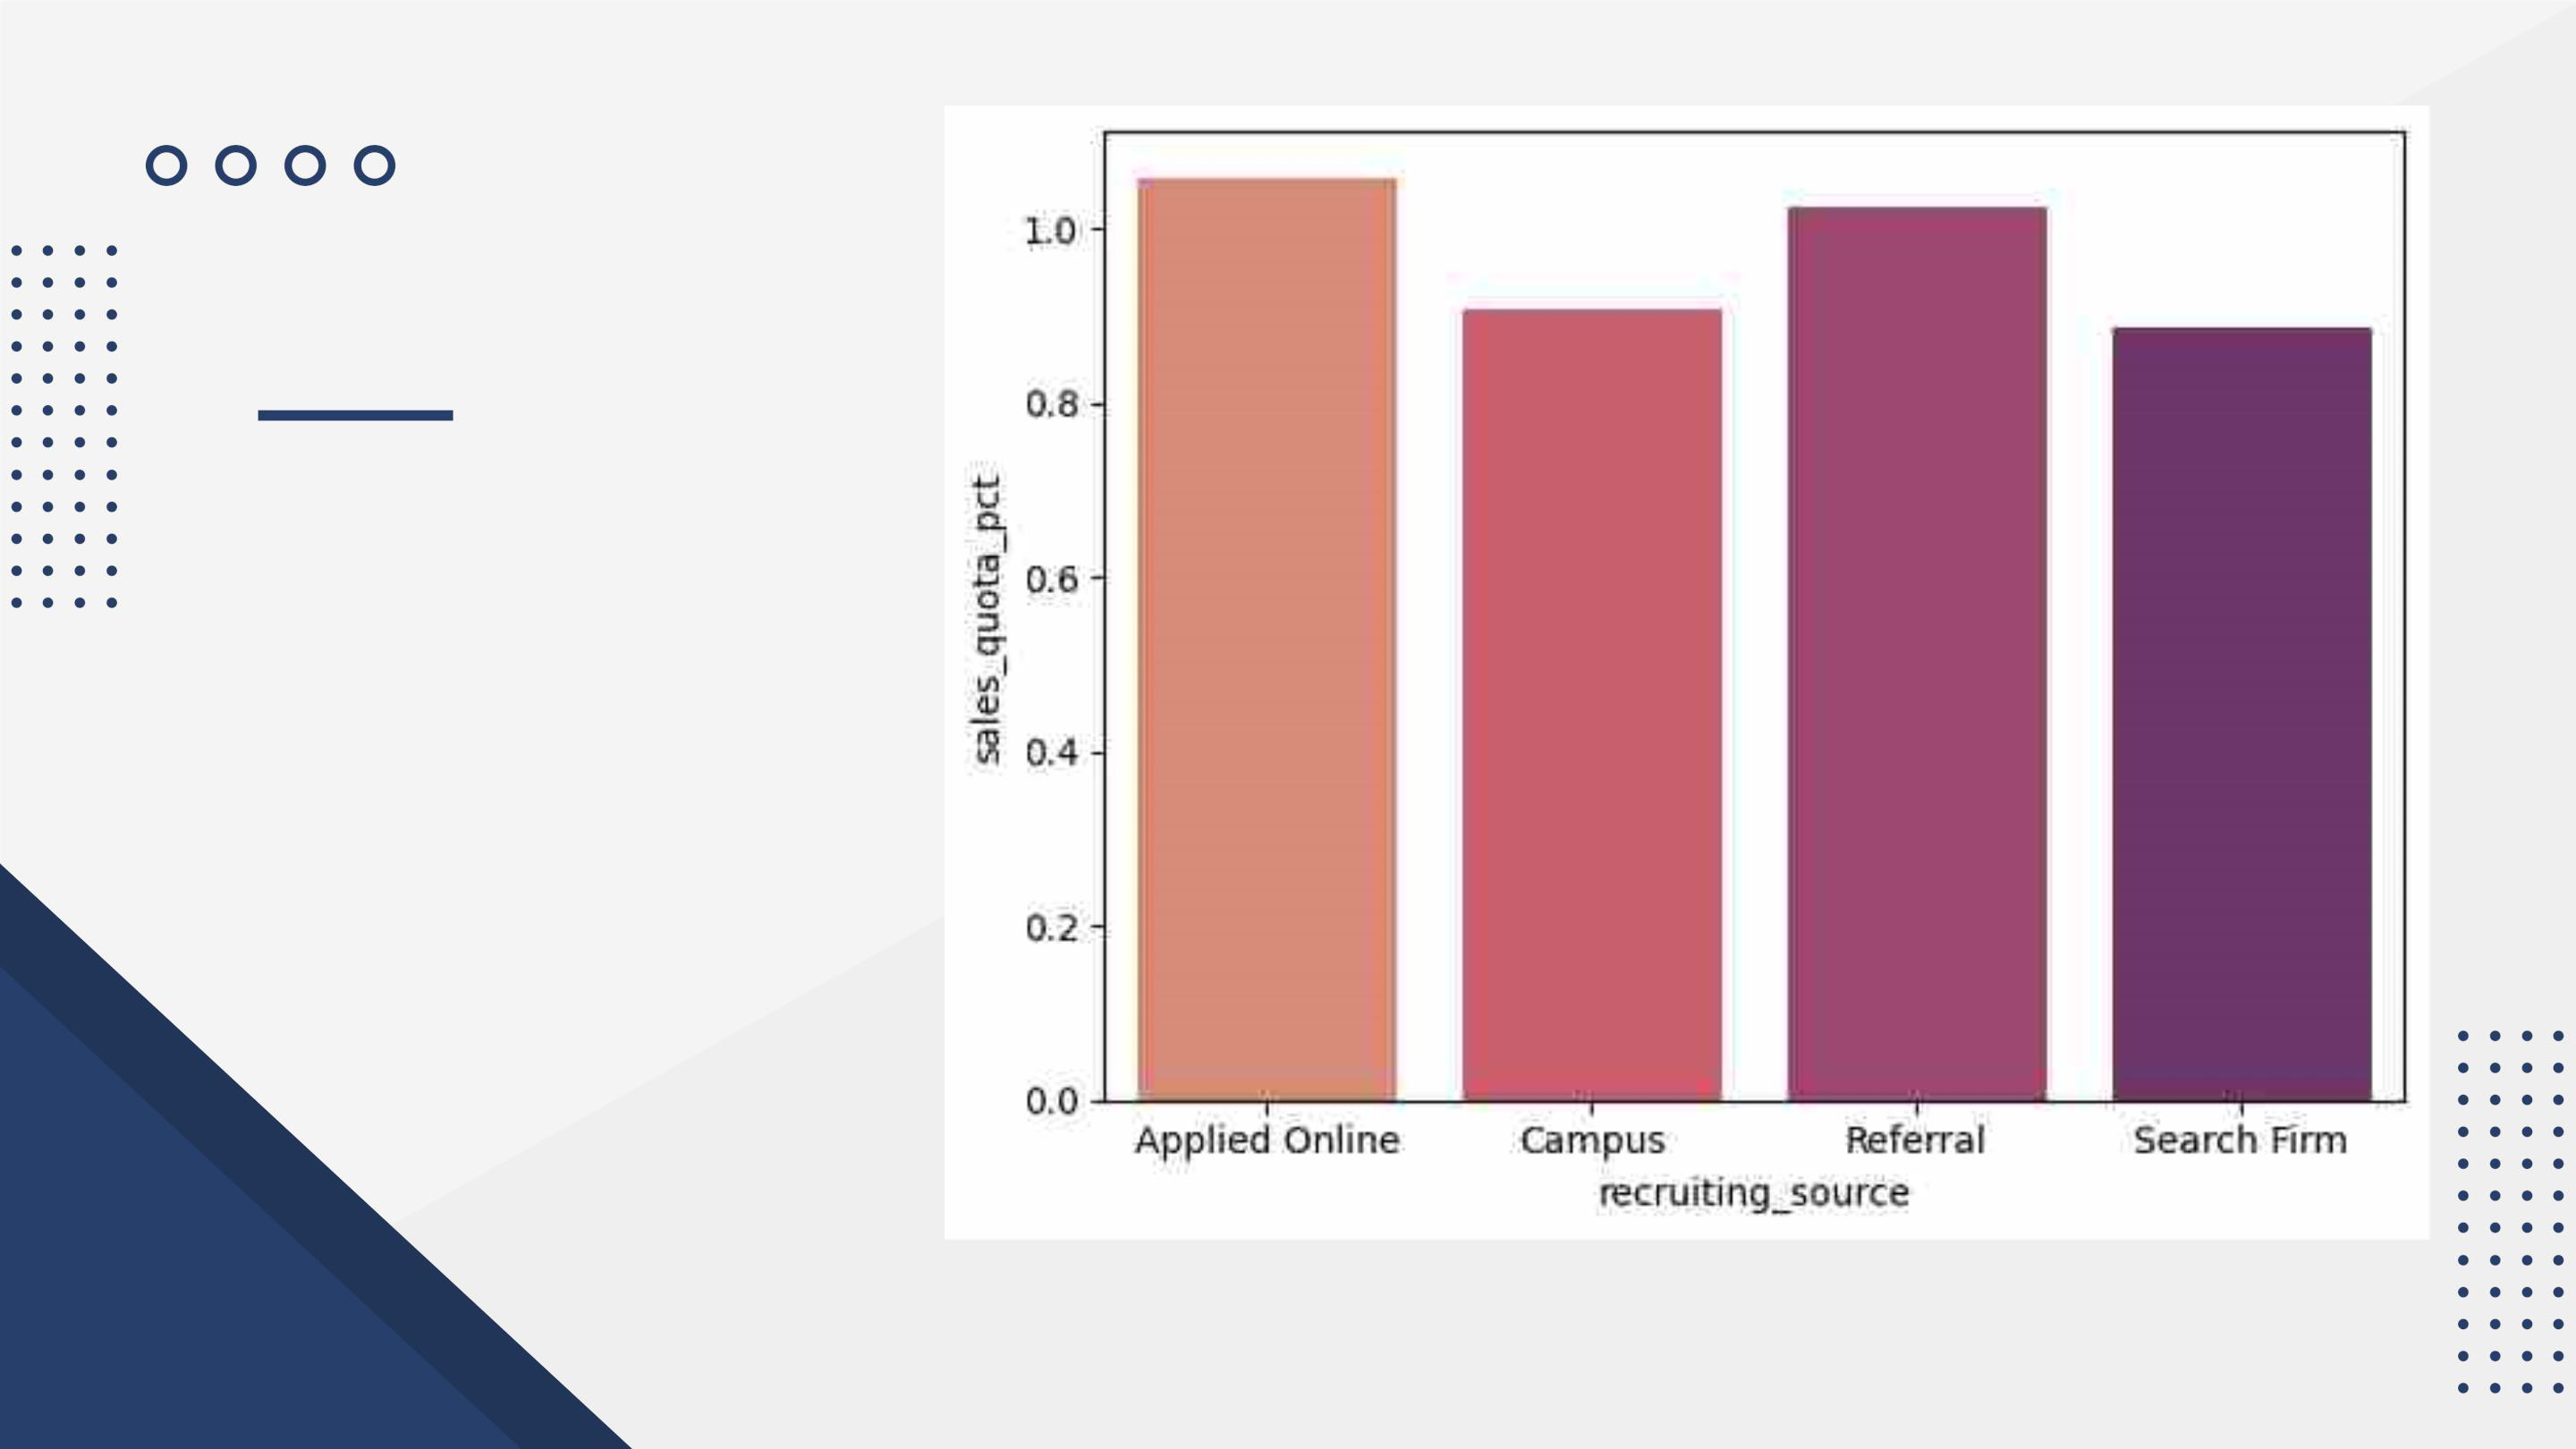 1.0
0.8
0.6
0.4
0.2
0.0
sales_quota_pct
Applied Online Campus Referral Search Firm
recruiting_source